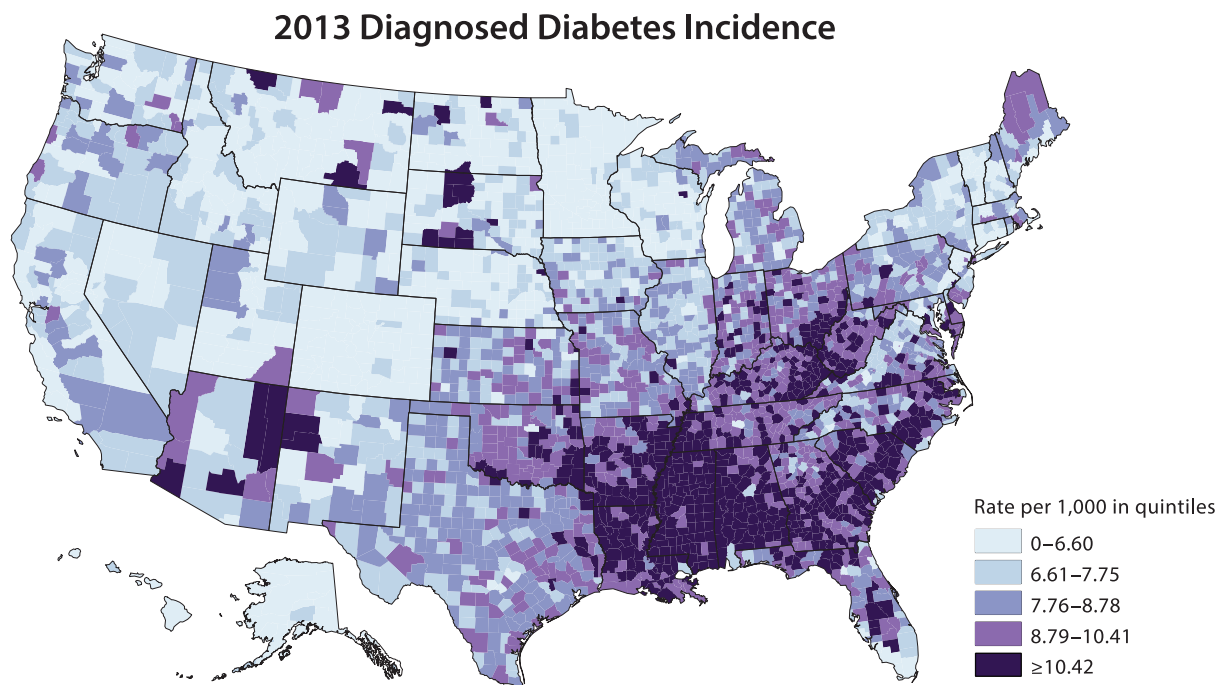 2013 Diagnosed Diabetes Incidence
Rate per 1,000 in quintiles
0–6.60
6.61–7.75
7.76–8.78
8.79–10.41
≥10.42